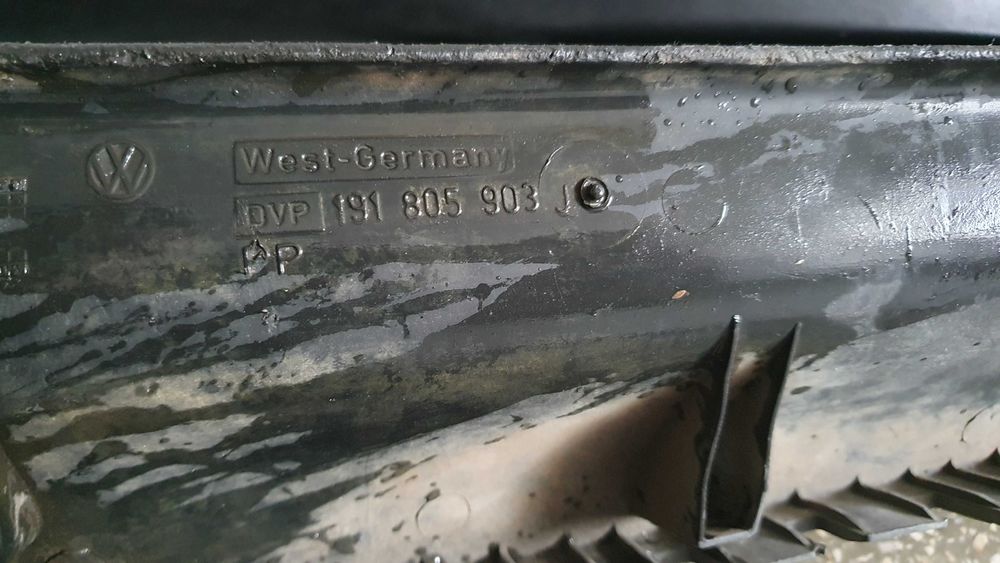 West-Germany
DVP 191 805 903 J
PP